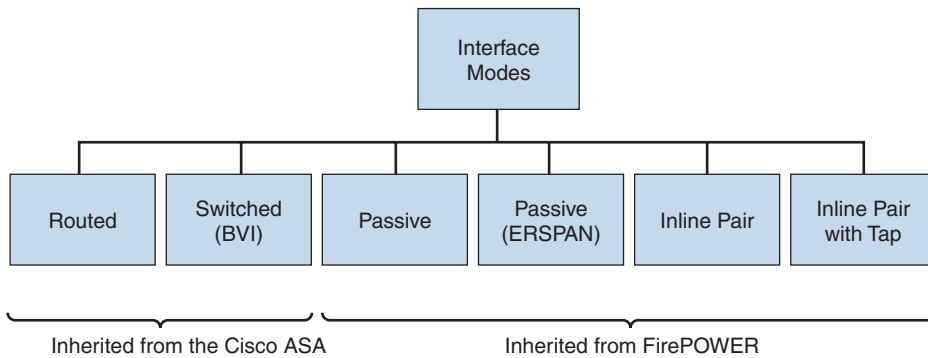 Interface
Modes
Routed
Switched
(BVI)
Passive
Passive
(ERSPAN)
Inline Pair
Inline Pair
with Tap
Inherited from the Cisco ASA
Inherited from FirePOWER